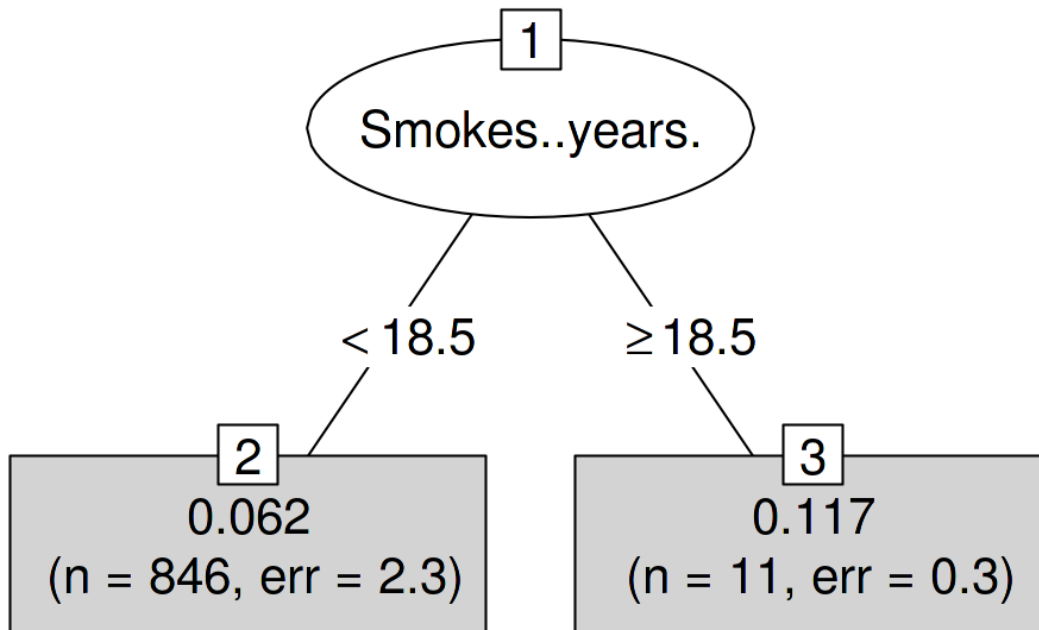 1
Smokes..years.
< 18.5
≥ 18.5
2
3
0.062
(n = 846, err = 2.3)
0.117
(n = 11, err = 0.3)